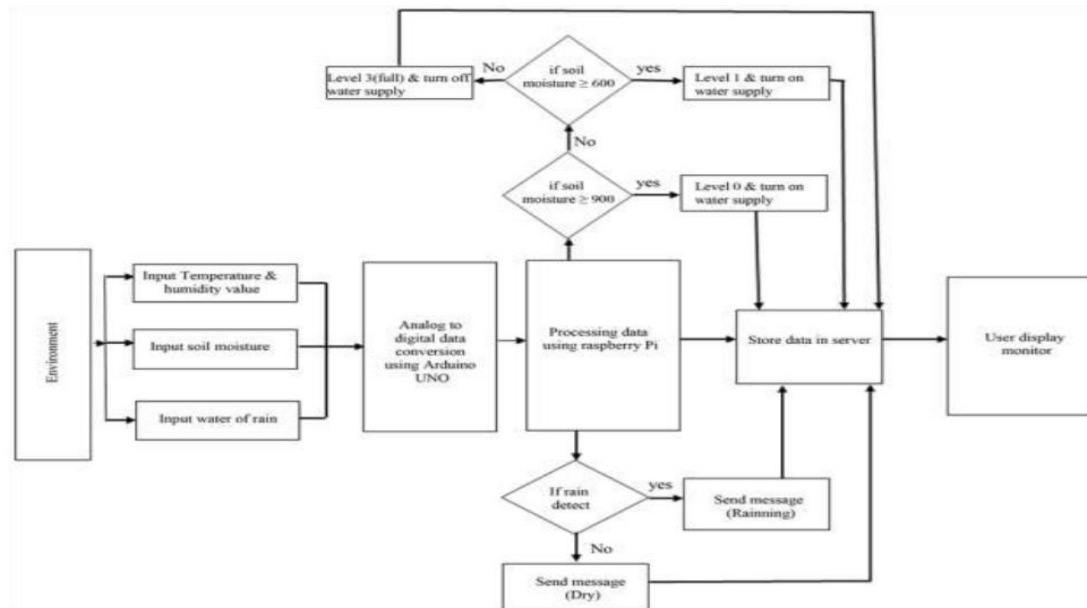 No
if soil
moisture ≥ 600
yes
Level 3(full) & turn off
water supply
Level 1 & turn on
water supply
No
if soil
moisture ≥ 900
yes
Level 0 & turn on
water supply
Environment
Input Temperature &
humidity value
Input soil moisture
Input water of rain
Analog to
digital data
conversion
using Arduino
UNO
Processing data
using raspberry Pi
Store data in server
User display
monitor
If rain
detect
yes
Send message
(Rainning)
No
Send message
(Dry)